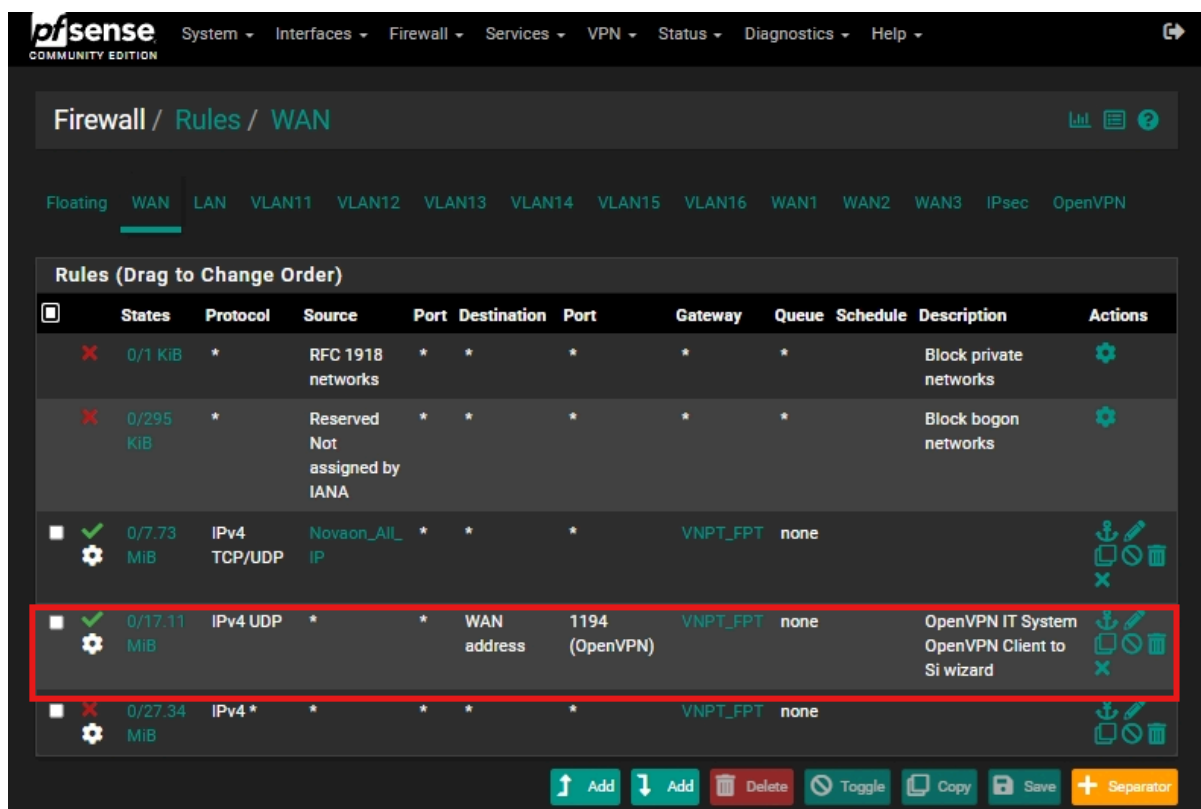 pfsense System Interfaces Firewall Services VPN Status Diagnostics Help
COMMUNITY EDITION
Firewall / Rules / WAN
Floating WAN LAN VLAN11 VLAN12 VLAN13 VLAN14 VLAN15 VLAN16 WAN1 WAN2 WAN3 IPsec OpenVPN
Rules (Drag to Change Order)
States Protocol Source Port Destination Port Gateway Queue Schedule Description Actions
0/1 KiB * RFC 1918 * * * * * Block private
networks networks
0/295 * Reserved * * * * * Block bogon
KiB Not networks
assigned by
IANA
0/7.73 IPv4 Novaon_All_ * * * VNPT_FPT none
MiB TCP/UDP IP
0/17.11 IPv4 UDP * * WAN 1194 VNPT_FPT none OpenVPN IT System
MiB address (OpenVPN) OpenVPN Client to
Si wizard
0/27.34 IPv4 * * * * * VNPT_FPT none
MiB
Add Add Delete Toggle Copy Save Separator